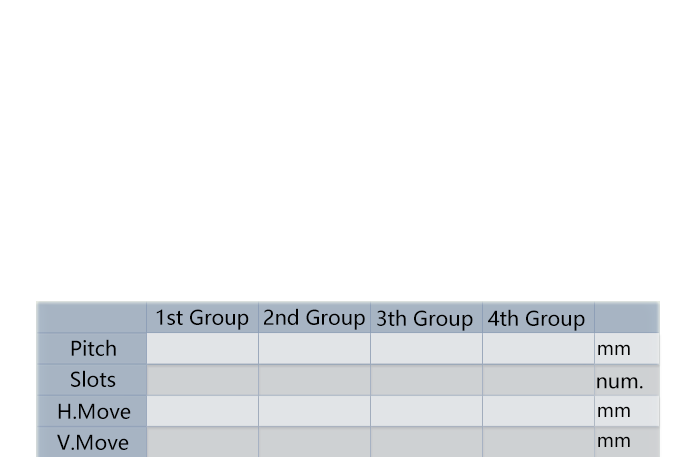 1st Group 2nd Group 3th Group 4th Group
Pitch mm
Slots num.
H.Move mm
V.Move mm